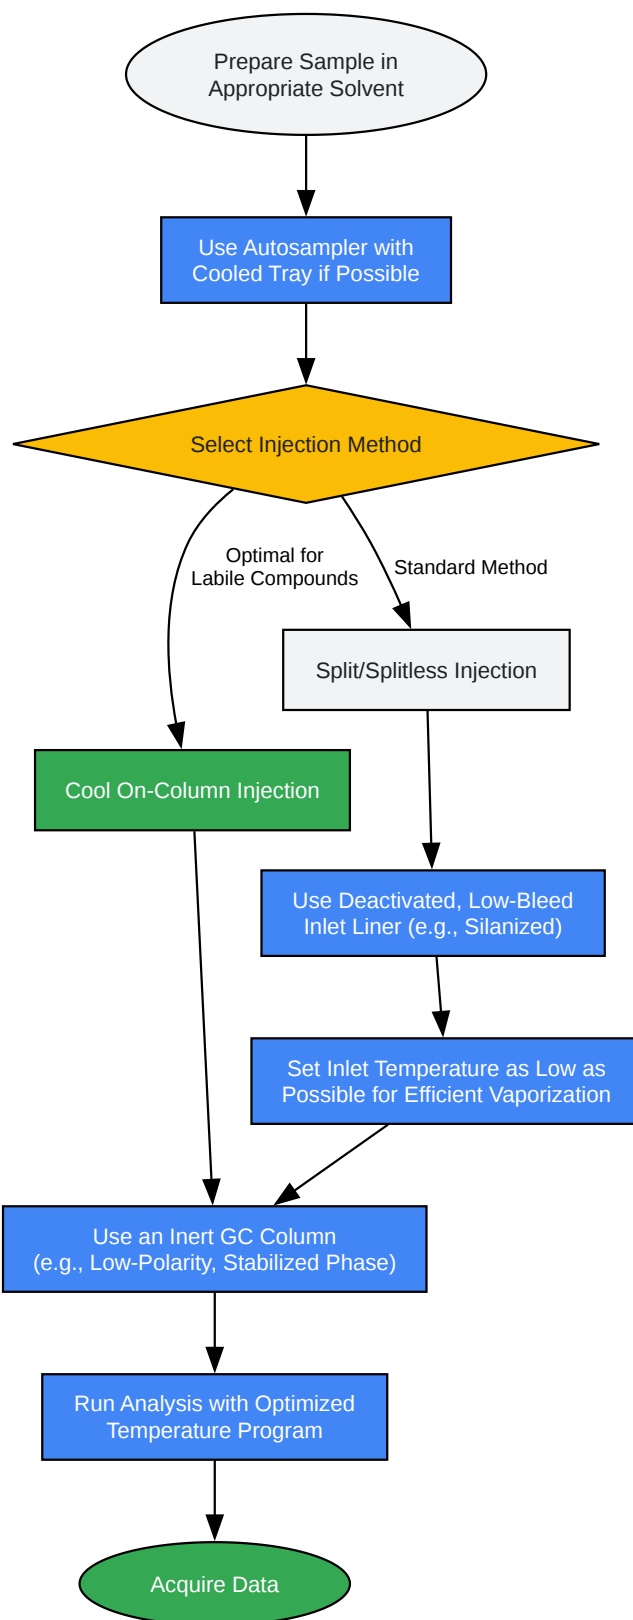 Prepare Sample in
Appropriate Solvent
Use Autosampler with
Cooled Tray if Possible
Select Injection Method
Optimal for
Labile Compounds
Standard Method
Split/Splitless Injection
Cool On-Column Injection
Use Deactivated, Low-Bleed
Inlet Liner (e.g., Silanized)
Set Inlet Temperature as Low as
Possible for Efficient Vaporization
Use an Inert GC Column
(e.g., Low-Polarity, Stabilized Phase)
Run Analysis with Optimized
Temperature Program
Acquire Data